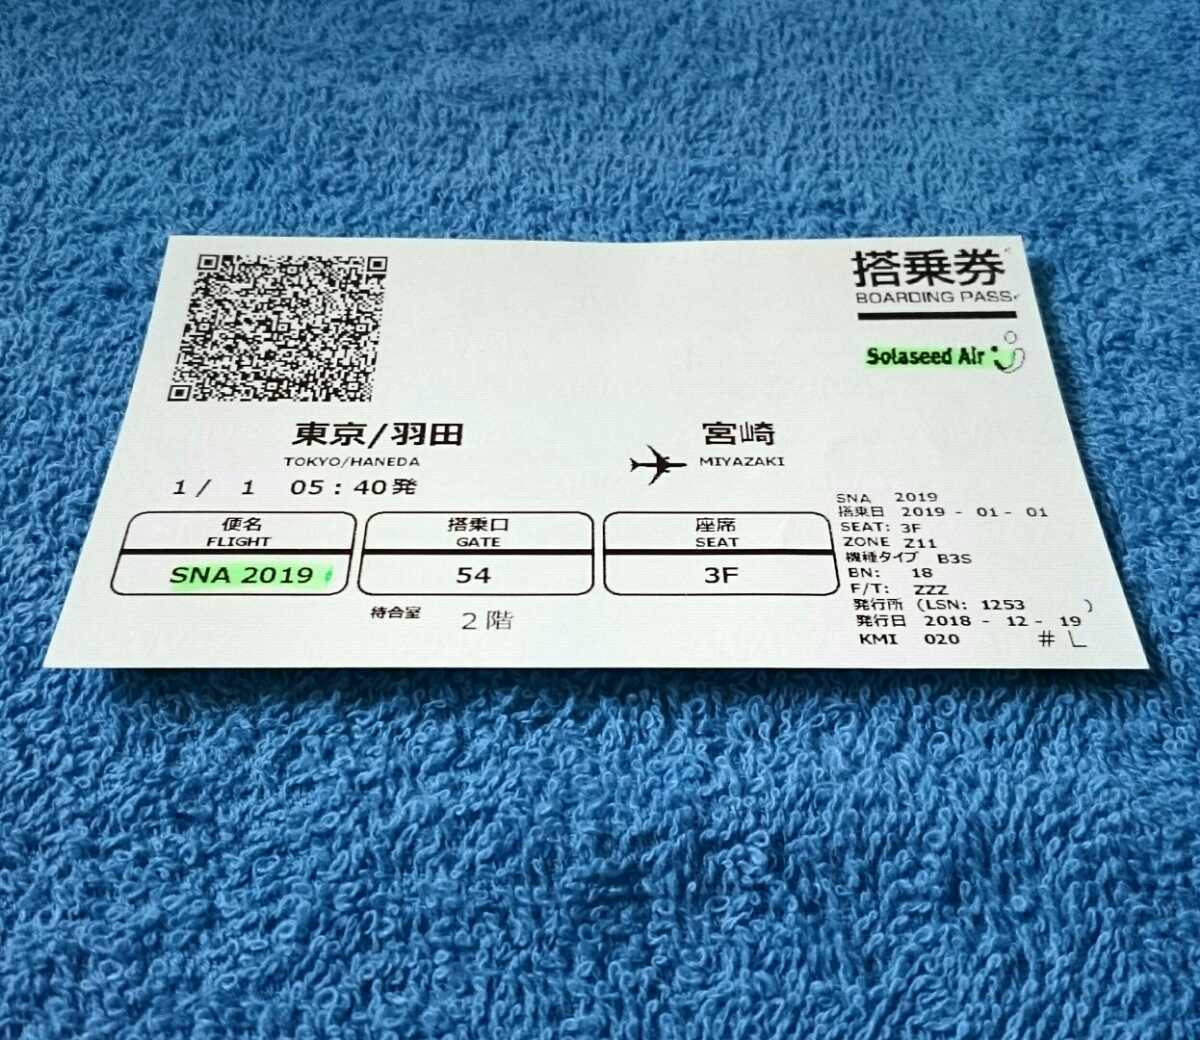 搭乗券
BOARDING PASS
Solaseed Air
東京/羽田
TOKYO/HANEDA
宮崎
MIYAZAKI
1 / 1 05 : 40発
便名
FLIGHT
SNA 2019
搭乗口
GATE
54
座席
SEAT
3F
待合室 2階
SNA 2019
搭乗日 2019 - 01 - 01
SEAT: 3F
ZONE Z11
機種タイプ B3S
BN: 18
F/T: ZZZ
発行所 (LSN: 1253 )
発行日 2018 - 12 - 19
KMI 020 # L